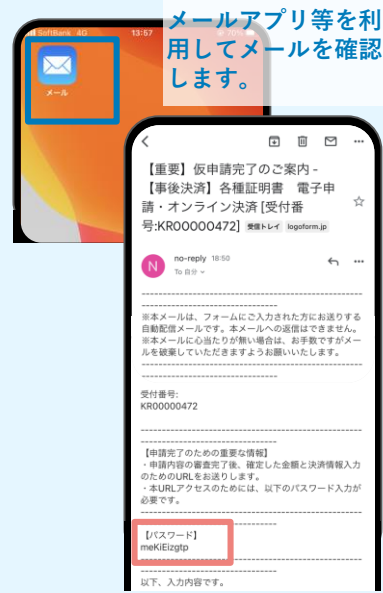 メールアプリ等を利
用してメールを確認
します。
SoftBank 4G 13:57 70%
メール
【重要】仮申請完了のご案内 -
【事後決済】各種証明書 電子申
請・オンライン決済 [受付番
号:KR00000472] 受信トレイ logoform.jp
N no-reply 18:50
To 自分
--------------------------------------------------------
----------------------------------
※本メールは、フォームにご入力された方にお送りする
自動配信メールです。本メールへの返信はできません。
※本メールに心当たりが無い場合は、お手数ですがメー
ルを破棄していただきますようお願いいたします。
--------------------------------------------------------
----------------------------------
受付番号:
KR00000472
--------------------------------------------------------
----------------------------------
【申請完了のための重要な情報】
・申請内容の審査完了後、確定した金額と決済情報入力
のためのURLをお送りします。
・本URLアクセスのためには、以下のパスワード入力が
必要です。
--------------------------------------------------------
----------------------------------
【パスワード】
meKiEizgtp
--------------------------------------------------------
----------------------------------
以下、入力内容です。